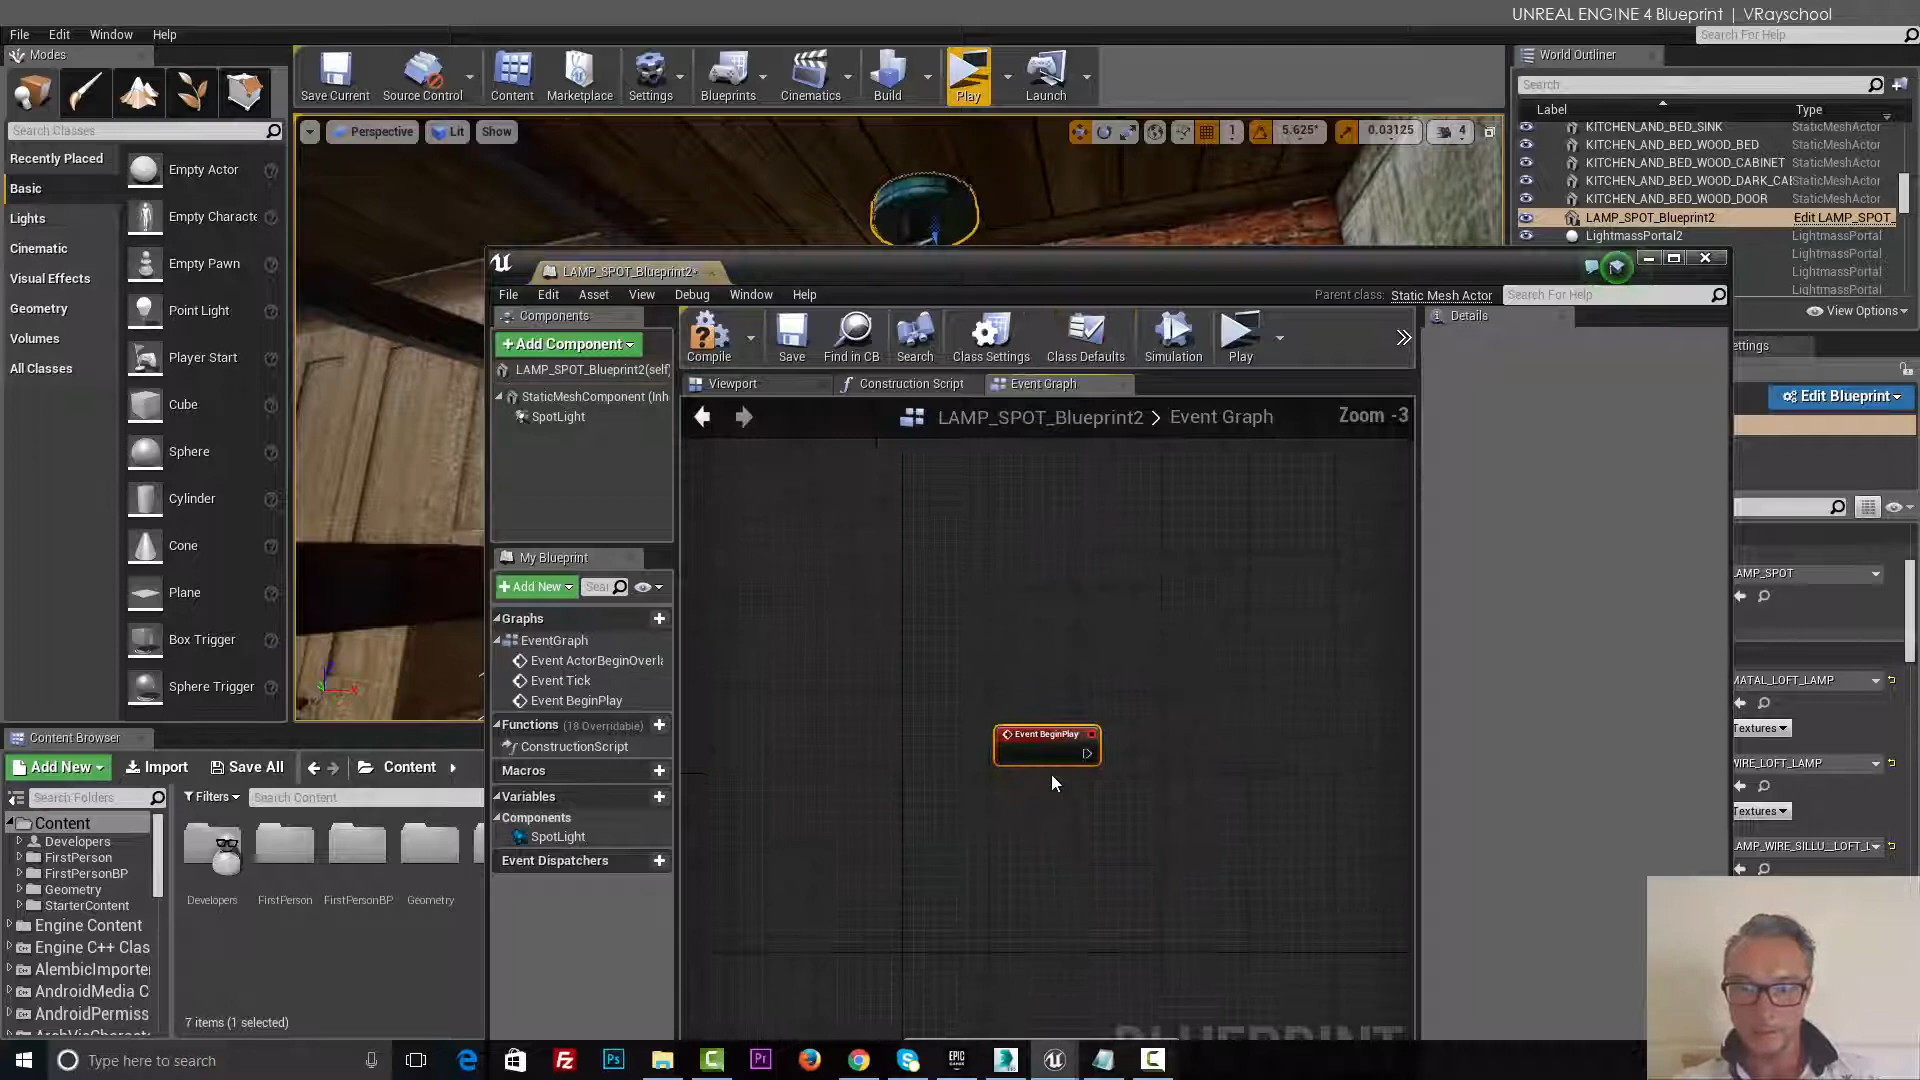 UNREAL ENGINE 4 Blueprint | VRayschool
File Edit Window Help
Search For Help
Modes
World Outliner
Save Current
Source Control
Content
Marketplace
Settings
Blueprints
Cinematics
Build
Play
Launch
Search
Label
Type
Search Classes
Perspective
Lit
Show
1
5.625°
0.03125
4
KITCHEN_AND_BED_SINK StaticMeshActor
KITCHEN_AND_BED_WOOD_BED StaticMeshActor
KITCHEN_AND_BED_WOOD_CABINET StaticMeshActor
KITCHEN_AND_BED_WOOD_DARK_CA StaticMeshActor
KITCHEN_AND_BED_WOOD_DOOR StaticMeshActor
LAMP_SPOT_Blueprint2 Edit LAMP_SPOT_
LightmassPortal2 LightmassPortal
LightmassPortal
LightmassPortal
LightmassPortal
View Options
Recently Placed
Basic
Lights
Cinematic
Visual Effects
Geometry
Volumes
All Classes
Empty Actor
Empty Characte
Empty Pawn
Point Light
Player Start
Cube
Sphere
Cylinder
Cone
Plane
Box Trigger
Sphere Trigger
LAMP_SPOT_Blueprint2*
File Edit Asset View Debug Window Help
Parent class: Static Mesh Actor
Search For Help
Components
Details
+Add Component
Compile
Save
Find in CB
Search
Class Settings
Class Defaults
Simulation
Play
LAMP_SPOT_Blueprint2(self)
StaticMeshComponent (Inh
SpotLight
Viewport
Construction Script
Event Graph
LAMP_SPOT_Blueprint2 > Event Graph
Zoom -3
Event BeginPlay
BLUEPRINT
My Blueprint
+Add New
Sear
Graphs
EventGraph
Event ActorBeginOverla
Event Tick
Event BeginPlay
Functions (18 Overridable)
ConstructionScript
Macros
Variables
Components
SpotLight
Event Dispatchers
ettings
Edit Blueprint
LAMP_SPOT
MATAL_LOFT_LAMP
Textures
WIRE_LOFT_LAMP
Textures
LAMP_WIRE_SILLU__LOFT_L
Content Browser
Add New
Import
Save All
Content
Search Folders
Filters
Search Content
Content
Developers
FirstPerson
FirstPersonBP
Geometry
StarterContent
Engine Content
Engine C++ Clas
AlembicImporte
AndroidMedia C
AndroidPermiss
ArchVisCharact
Developers
FirstPerson
FirstPersonBP
Geometry
7 items (1 selected)
Type here to search